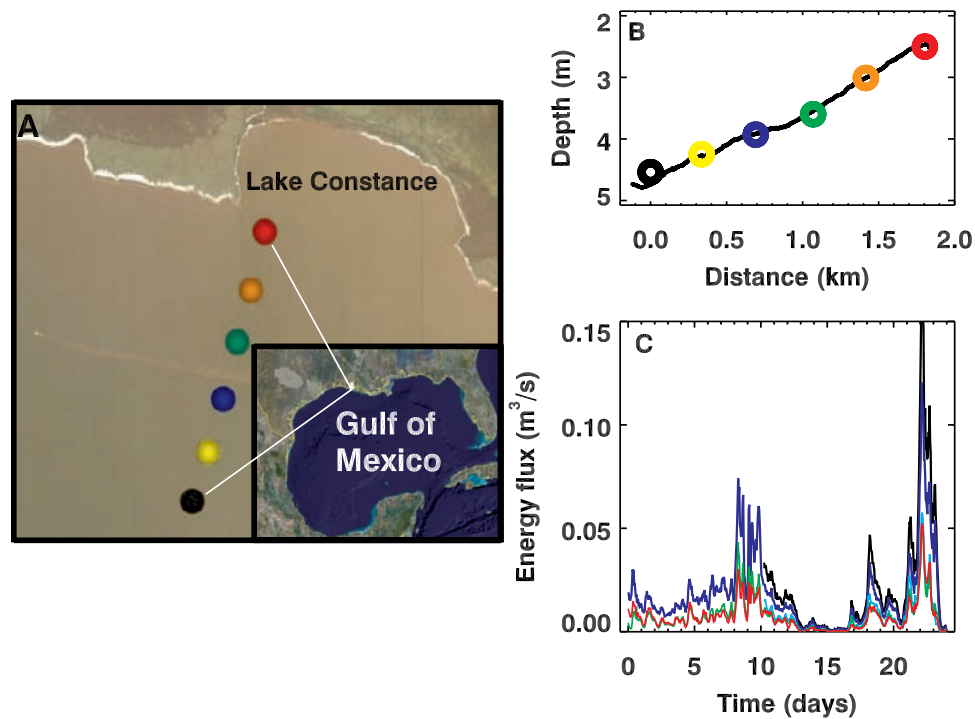 A
Lake Constance
Gulf of
Mexico
B
2
3
4
5
Depth (m)
0.0 0.5 1.0 1.5 2.0
Distance (km)
C
0.15
0.10
0.05
0.00
Energy flux (m³/s)
0 5 10 15 20
Time (days)